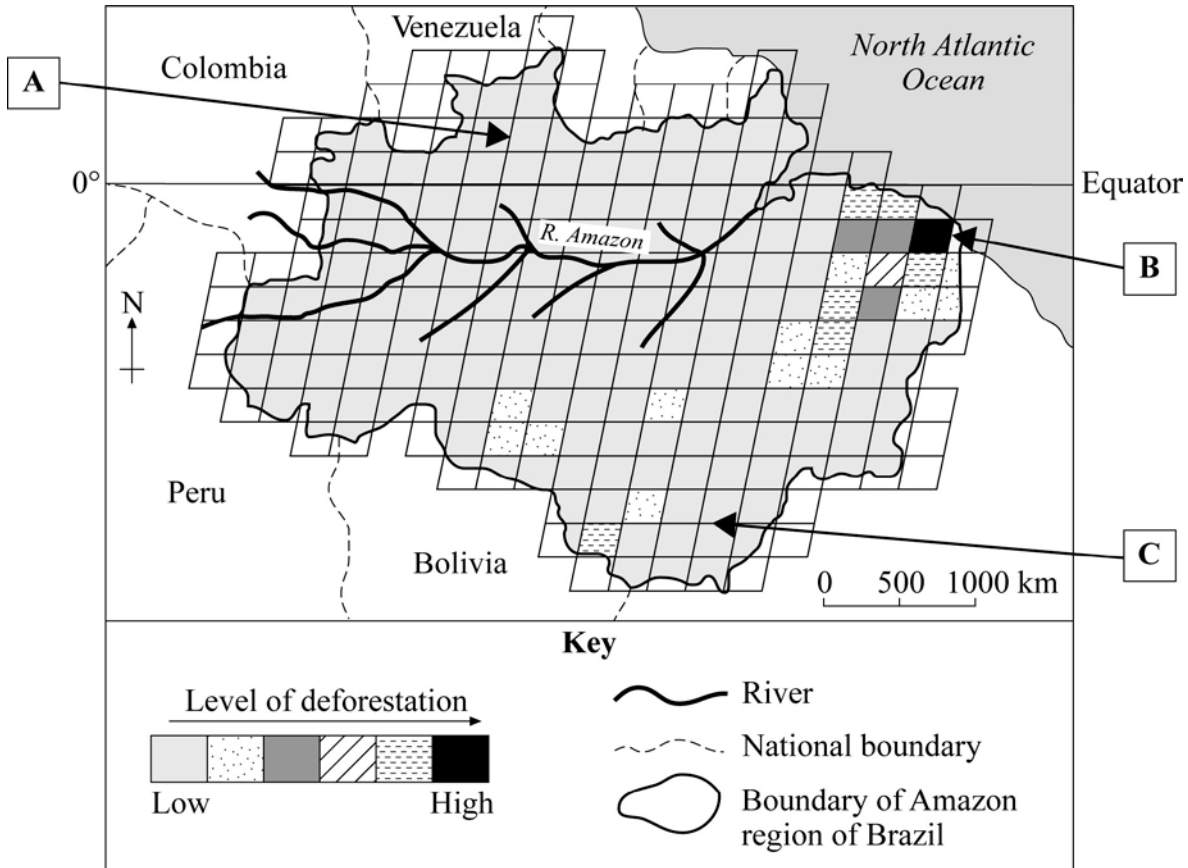 Venezuela
Colombia
North Atlantic
Ocean
A
0°
Equator
R. Amazon
B
N
Peru
Bolivia
C
0 500 1000 km
Key
Level of deforestation
Low
High
River
National boundary
Boundary of Amazon
region of Brazil